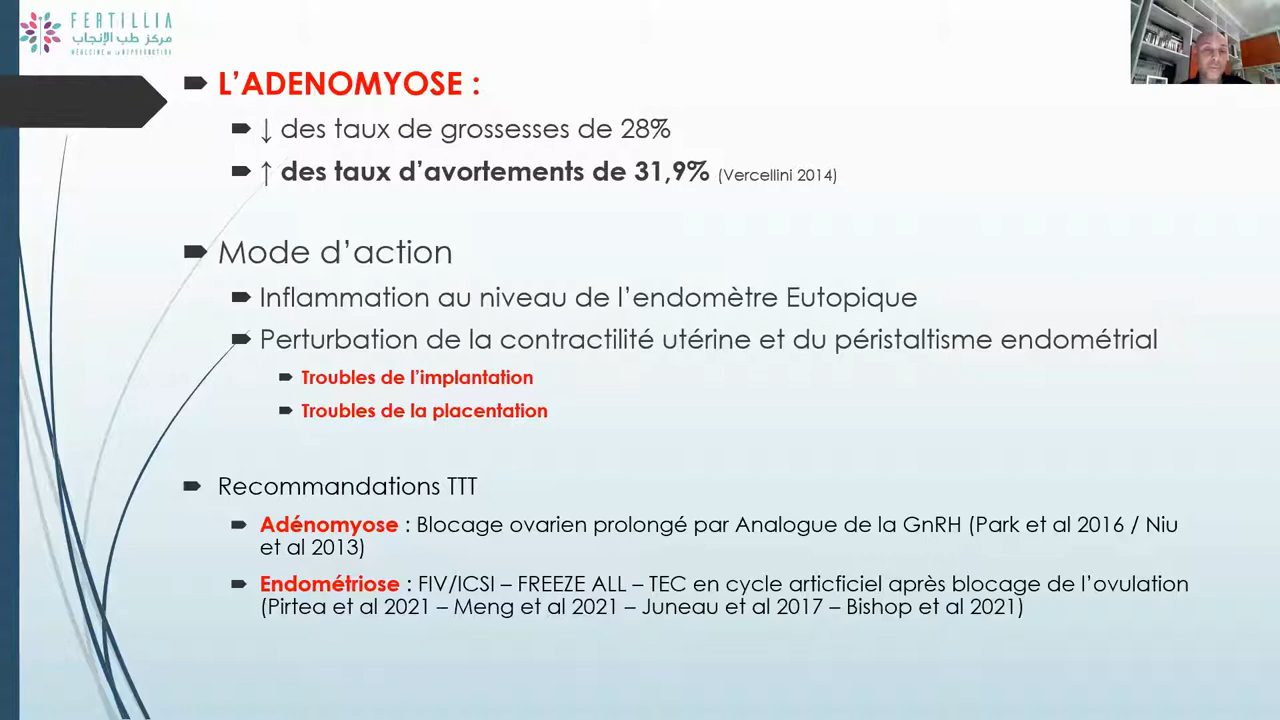 FERTILLIA
مركز طب الإنجاب
MÉDECINE DE LA REPRODUCTION
L'ADENOMYOSE :
↓ des taux de grossesses de 28%
↑ des taux d'avortements de 31,9% (Vercellini 2014)
Mode d'action
Inflammation au niveau de l'endomètre Eutopique
Perturbation de la contractilité utérine et du péristaltisme endométrial
Troubles de l'implantation
Troubles de la placentation
Recommandations TTT
Adénomyose : Blocage ovarien prolongé par Analogue de la GnRH (Park et al 2016 / Niu
et al 2013)
Endométriose : FIV/ICSI – FREEZE ALL – TEC en cycle articficiel après blocage de l'ovulation
(Pirtea et al 2021 – Meng et al 2021 – Juneau et al 2017 – Bishop et al 2021)